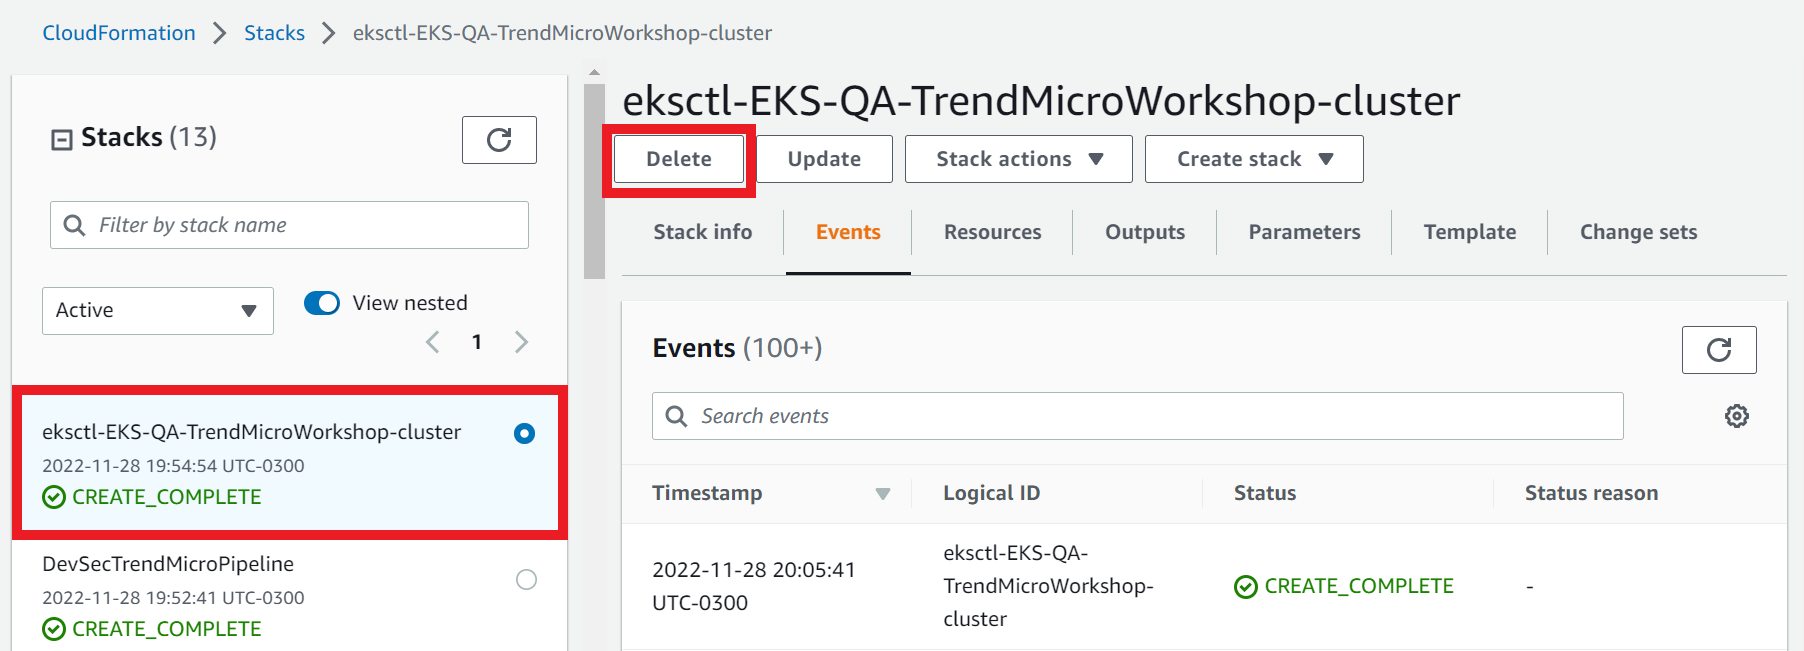 CloudFormation > Stacks > eksctl-EKS-QA-TrendMicroWorkshop-cluster
Stacks (13)
Filter by stack name
Active
View nested
1
eksctl-EKS-QA-TrendMicroWorkshop-cluster
2022-11-28 19:54:54 UTC-0300
CREATE_COMPLETE
DevSecTrendMicroPipeline
2022-11-28 19:52:41 UTC-0300
CREATE_COMPLETE
eksctl-EKS-QA-TrendMicroWorkshop-cluster
Delete Update Stack actions Create stack
Stack info Events Resources Outputs Parameters Template Change sets
Events (100+)
Search events
Timestamp Logical ID Status Status reason
2022-11-28 20:05:41
UTC-0300
eksctl-EKS-QA-
TrendMicroWorkshop-
cluster
CREATE_COMPLETE
-